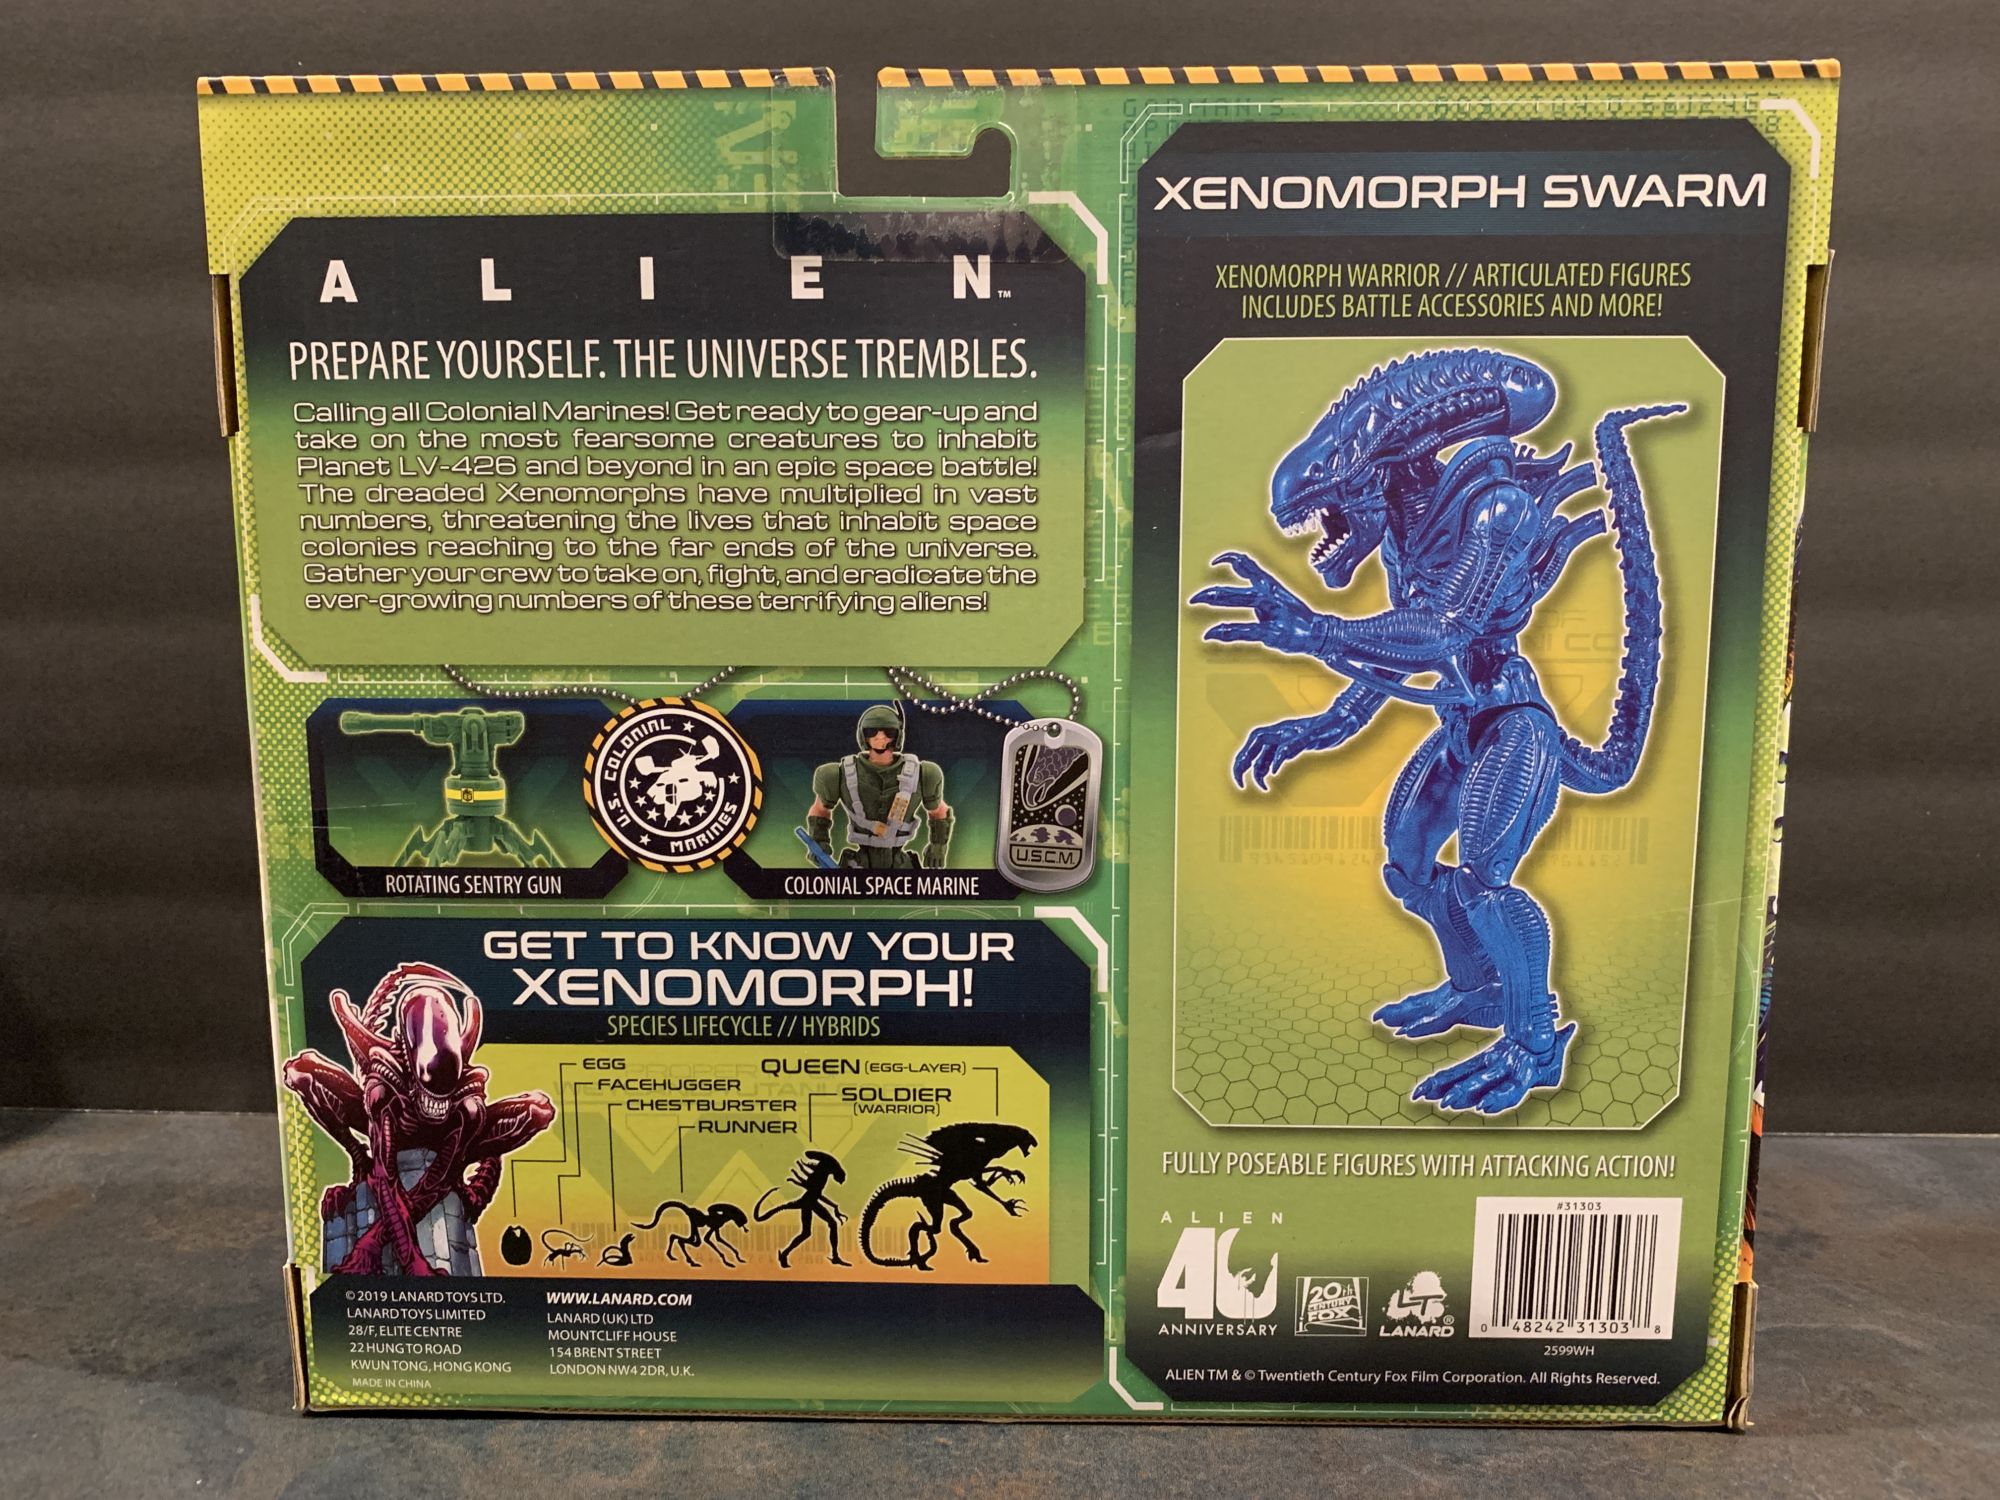 A L I E N™
PREPARE YOURSELF. THE UNIVERSE TREMBLES.
Calling all Colonial Marines! Get ready to gear-up and
take on the most fearsome creatures to inhabit
Planet LV-426 and beyond in an epic space battle!
The dreaded Xenomorphs have multiplied in vast
numbers, threatening the lives that inhabit space
colonies reaching to the far ends of the universe.
Gather your crew to take on, fight, and eradicate the
ever-growing numbers of these terrifying aliens!
COLONIAL
U.S.
MARINES
U.S.C.M.
ROTATING SENTRY GUN
COLONIAL SPACE MARINE
GET TO KNOW YOUR
XENOMORPH!
SPECIES LIFECYCLE // HYBRIDS
EGG
FACEHUGGER
CHESTBURSTER
RUNNER
QUEEN (EGG-LAYER)
SOLDIER
(WARRIOR)
© 2019 LANARD TOYS LTD.
LANARD TOYS LIMITED
28/F, ELITE CENTRE
22 HUNG TO ROAD
KWUN TONG, HONG KONG
MADE IN CHINA
WWW.LANARD.COM
LANARD (UK) LTD
MOUNTCLIFF HOUSE
154 BRENT STREET
LONDON NW4 2DR, U.K.
XENOMORPH SWARM
XENOMORPH WARRIOR // ARTICULATED FIGURES
INCLUDES BATTLE ACCESSORIES AND MORE!
FULLY POSEABLE FIGURES WITH ATTACKING ACTION!
A L I E N
40
ANNIVERSARY
20th
CENTURY
FOX
LT®
LANARD
#31303
0 48242 31303 8
2599WH
ALIEN TM & © Twentieth Century Fox Film Corporation. All Rights Reserved.